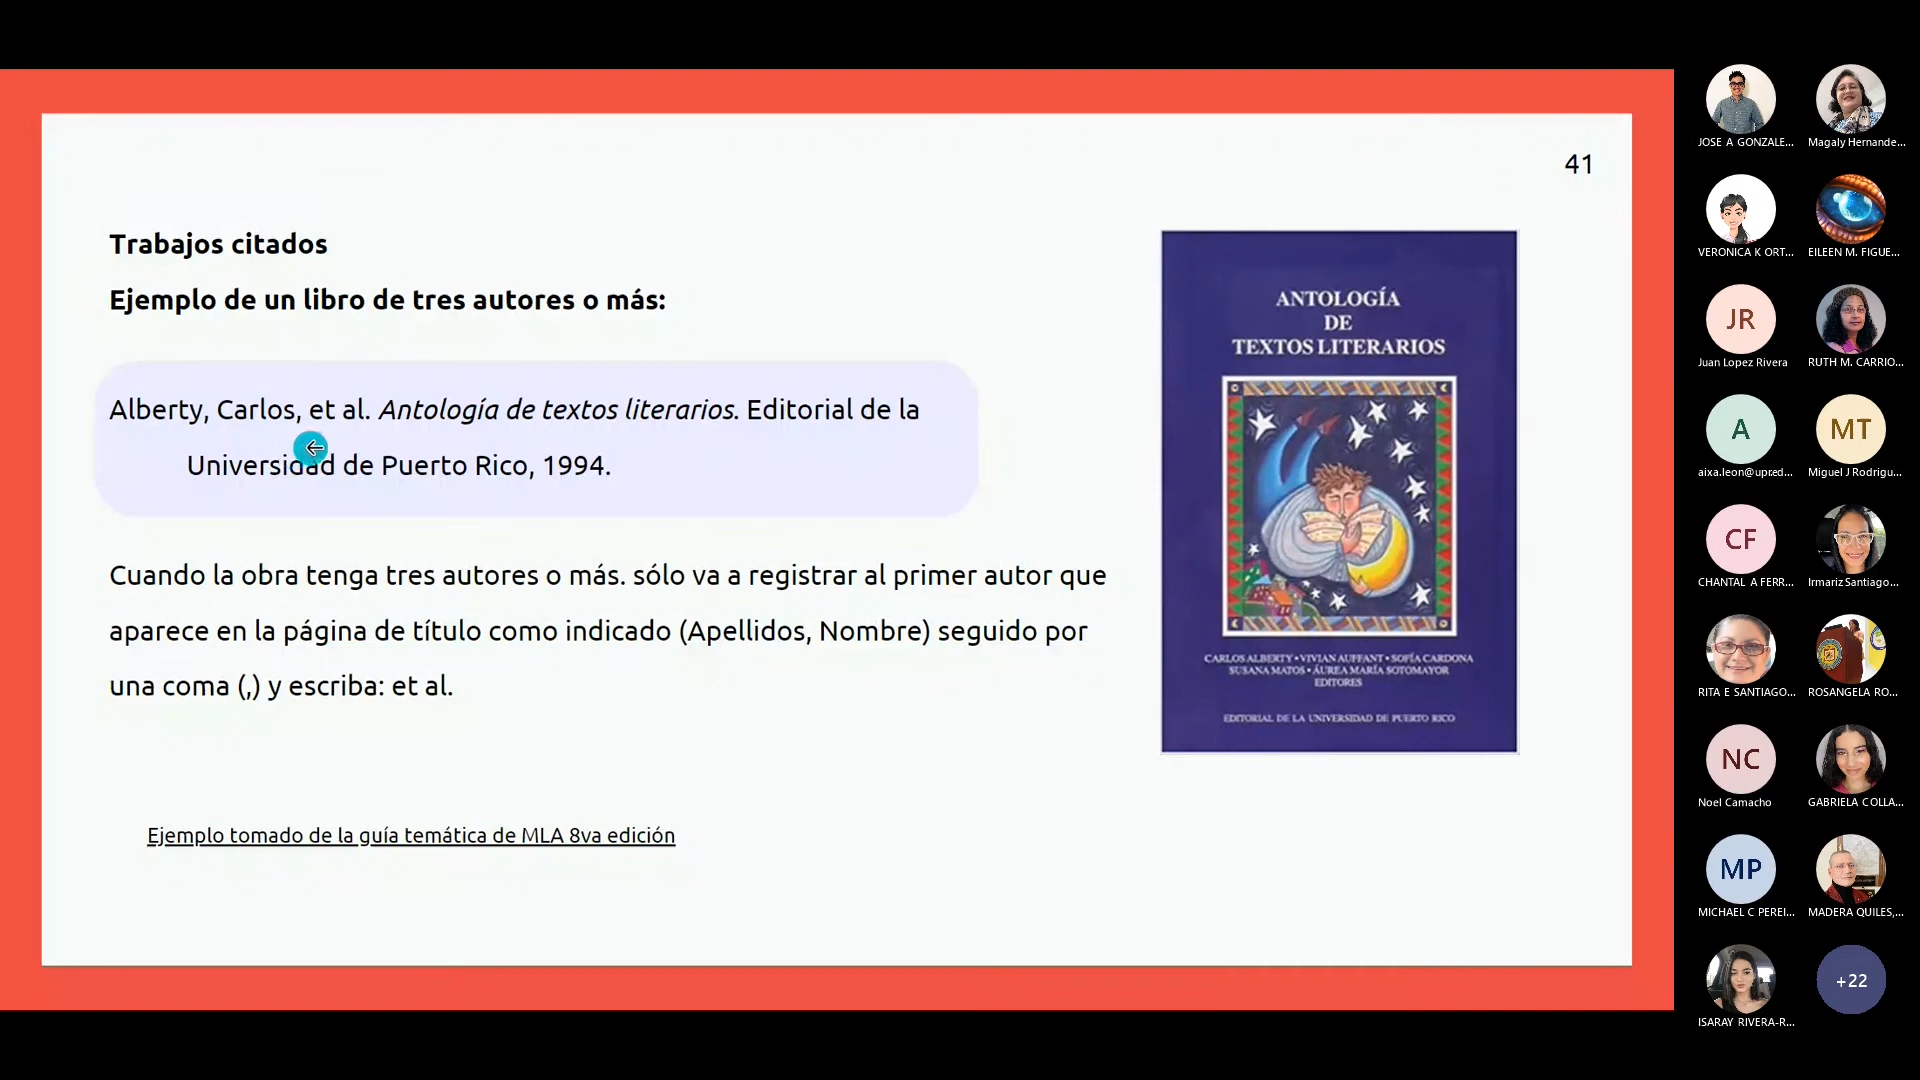 41
Trabajos citados
Ejemplo de un libro de tres autores o más:
Alberty, Carlos, et al. Antología de textos literarios. Editorial de la
Universidad de Puerto Rico, 1994.
Cuando la obra tenga tres autores o más. sólo va a registrar al primer autor que
aparece en la página de título como indicado (Apellidos, Nombre) seguido por
una coma (,) y escriba: et al.
Ejemplo tomado de la guía temática de MLA 8va edición
ANTOLOGÍA
DE
TEXTOS LITERARIOS
CARLOS ALBERTY • VIVIAN AUFFANT • SOFÍA CARDONA
SUSANA MATOS • ÁUREA MARÍA SOTOMAYOR
EDITORES
EDITORIAL DE LA UNIVERSIDAD DE PUERTO RICO
JOSE A GONZALE...
Magaly Hernande...
VERONICA K ORT...
EILEEN M. FIGUE...
JR
Juan Lopez Rivera
RUTH M. CARRIO...
A
aixa.leon@upr.ed...
MT
Miguel J Rodrigu...
CF
CHANTAL A FERR...
Irmariz Santiago...
RITA E SANTIAGO...
ROSANGELA RO...
NC
Noel Camacho
GABRIELA COLLA...
MP
MICHAEL C PEREI...
MADERA QUILES,...
ISARAY RIVERA-R...
+22